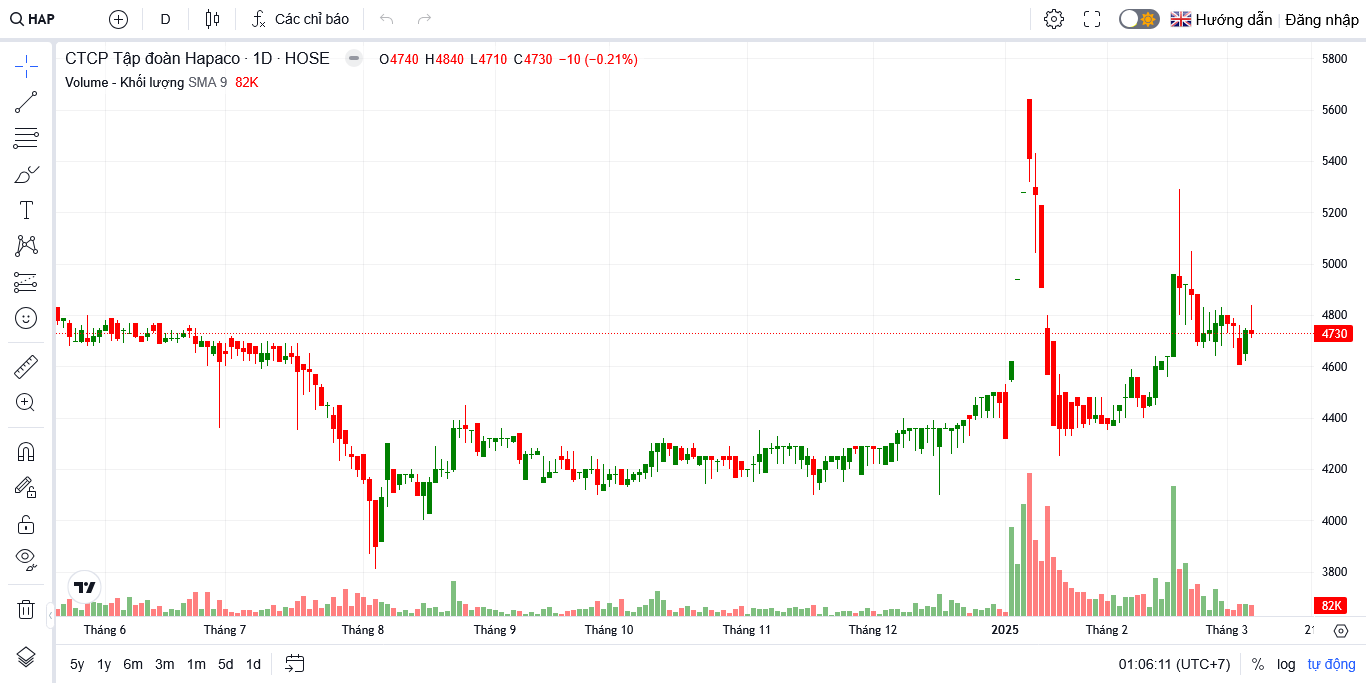 HAP D Các chỉ báo Hướng dẫn Đăng nhập
CTCP Tập đoàn Hapaco · 1D · HOSE O4740 H4840 L4710 C4730 −10 (−0.21%)
Volume - Khối lượng SMA 9 82K
5800
5600
5400
5200
5000
4800
4730
4600
4400
4200
4000
3800
82K
Tháng 6 Tháng 7 Tháng 8 Tháng 9 Tháng 10 Tháng 11 Tháng 12 2025 Tháng 2 Tháng 3
5y 1y 6m 3m 1m 5d 1d 01:06:11 (UTC+7) % log tự động